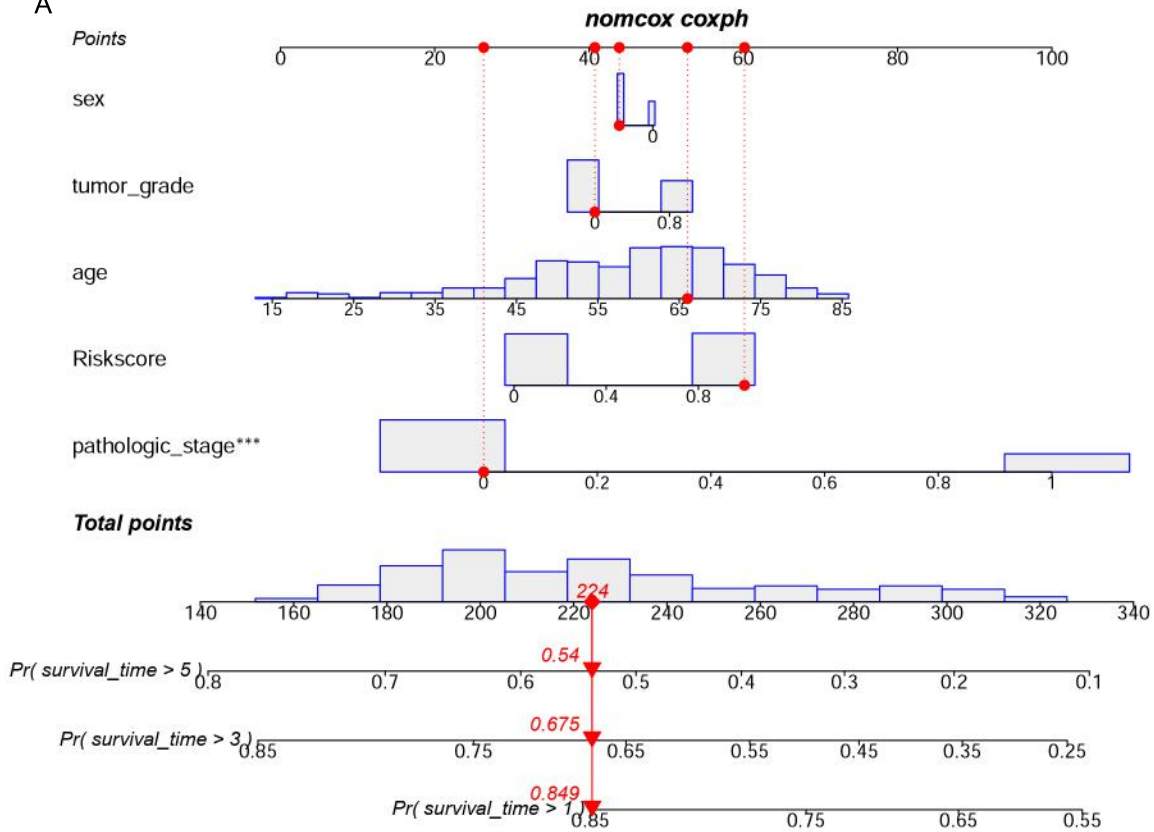 A
nomcox coxph
Points
0 20 40 60 80 100
sex
0
tumor_grade
0 0.8
age
15 25 35 45 55 65 75 85
Riskscore
0 0.4 0.8
pathologic_stage***
0 0.2 0.4 0.6 0.8 1
Total points
224
140 160 180 200 220 240 260 280 300 320 340
0.54
Pr( survival_time > 5 )
0.8 0.7 0.6 0.5 0.4 0.3 0.2 0.1
0.675
Pr( survival_time > 3 )
0.85 0.75 0.65 0.55 0.45 0.35 0.25
0.849
Pr( survival_time > 1 )
0.85 0.75 0.65 0.55